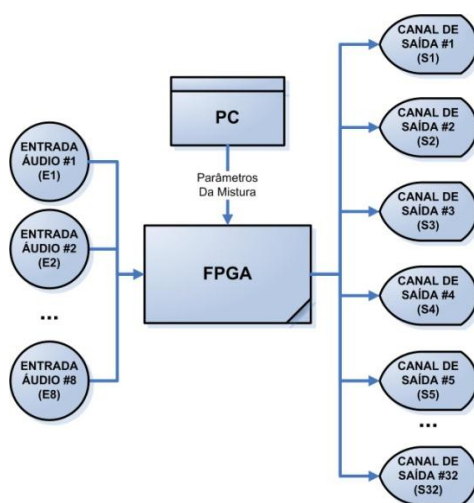 ENTRADA
ÁUDIO #1
(E1)
ENTRADA
ÁUDIO #2
(E2)
...
ENTRADA
ÁUDIO #8
(E8)
PC
Parâmetros
Da Mistura
FPGA
CANAL DE
SAÍDA #1
(S1)
CANAL DE
SAÍDA #2
(S2)
CANAL DE
SAÍDA #3
(S3)
CANAL DE
SAÍDA #4
(S4)
CANAL DE
SAÍDA #5
(S5)
...
CANAL DE
SAÍDA #32
(S32)